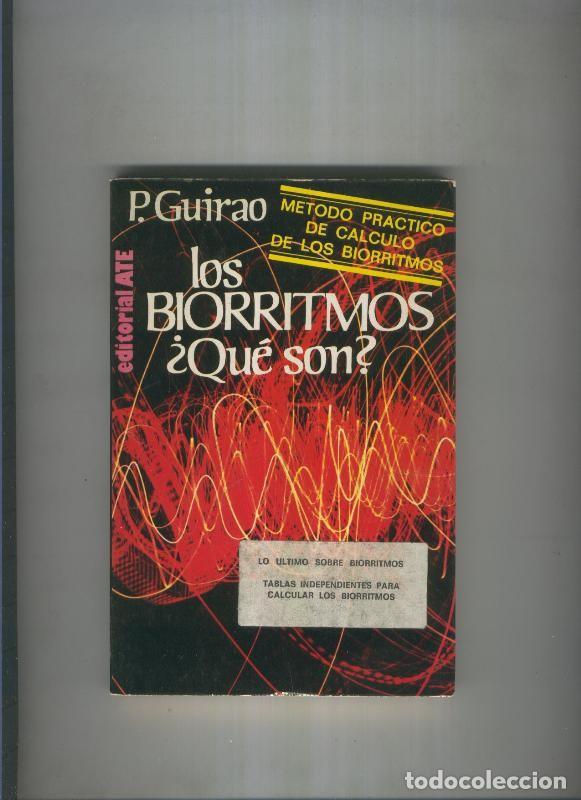 P. Guirao
METODO PRACTICO
DE CALCULO
DE LOS BIORRITMOS
editorial ATE
los
BIORRITMOS
¿Qué son?
LO ULTIMO SOBRE BIORRITMOS
TABLAS INDEPENDIENTES PARA
CALCULAR LOS BIORRITMOS
todocoleccion